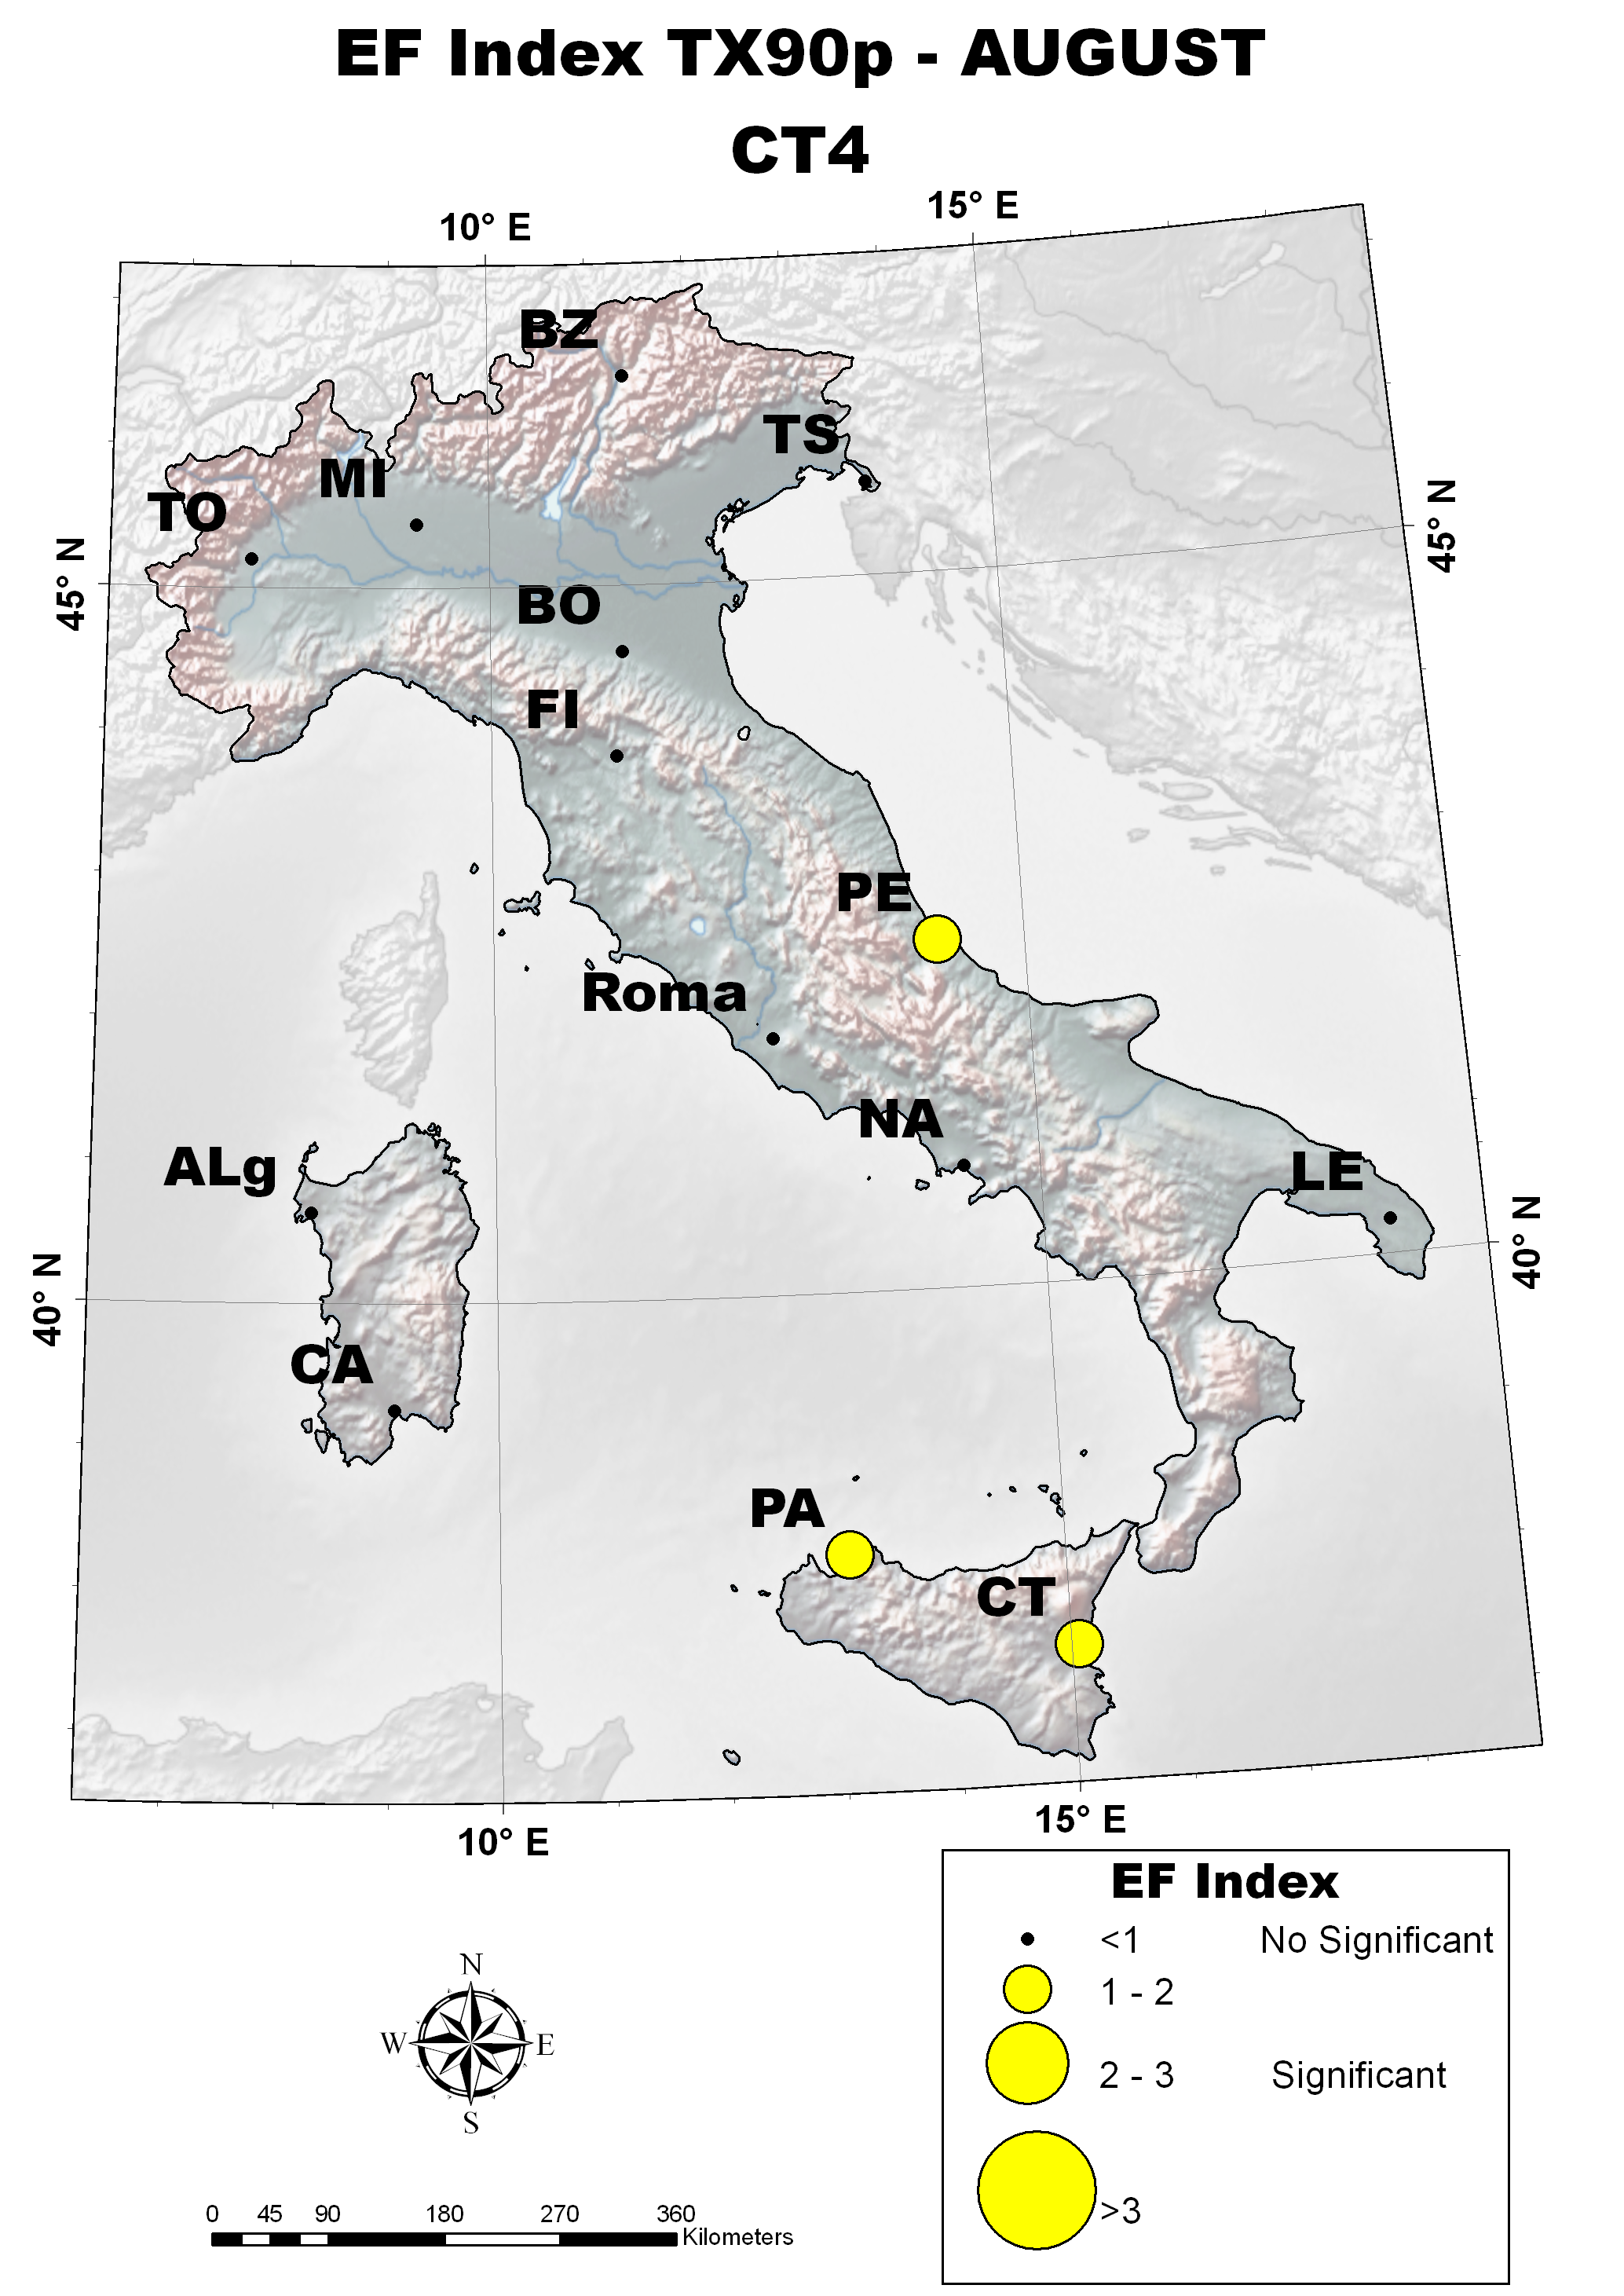 EF Index TX90p - AUGUST
CT4
10° E
15° E
BZ
TS
MI
TO
45° N
45° N
BO
FI
PE
Roma
NA
ALg
LE
40° N
40° N
CA
PA
CT
10° E
15° E
EF Index
<1 No Significant
1 - 2
2 - 3 Significant
>3
N
W E
S
0 45 90 180 270 360
Kilometers